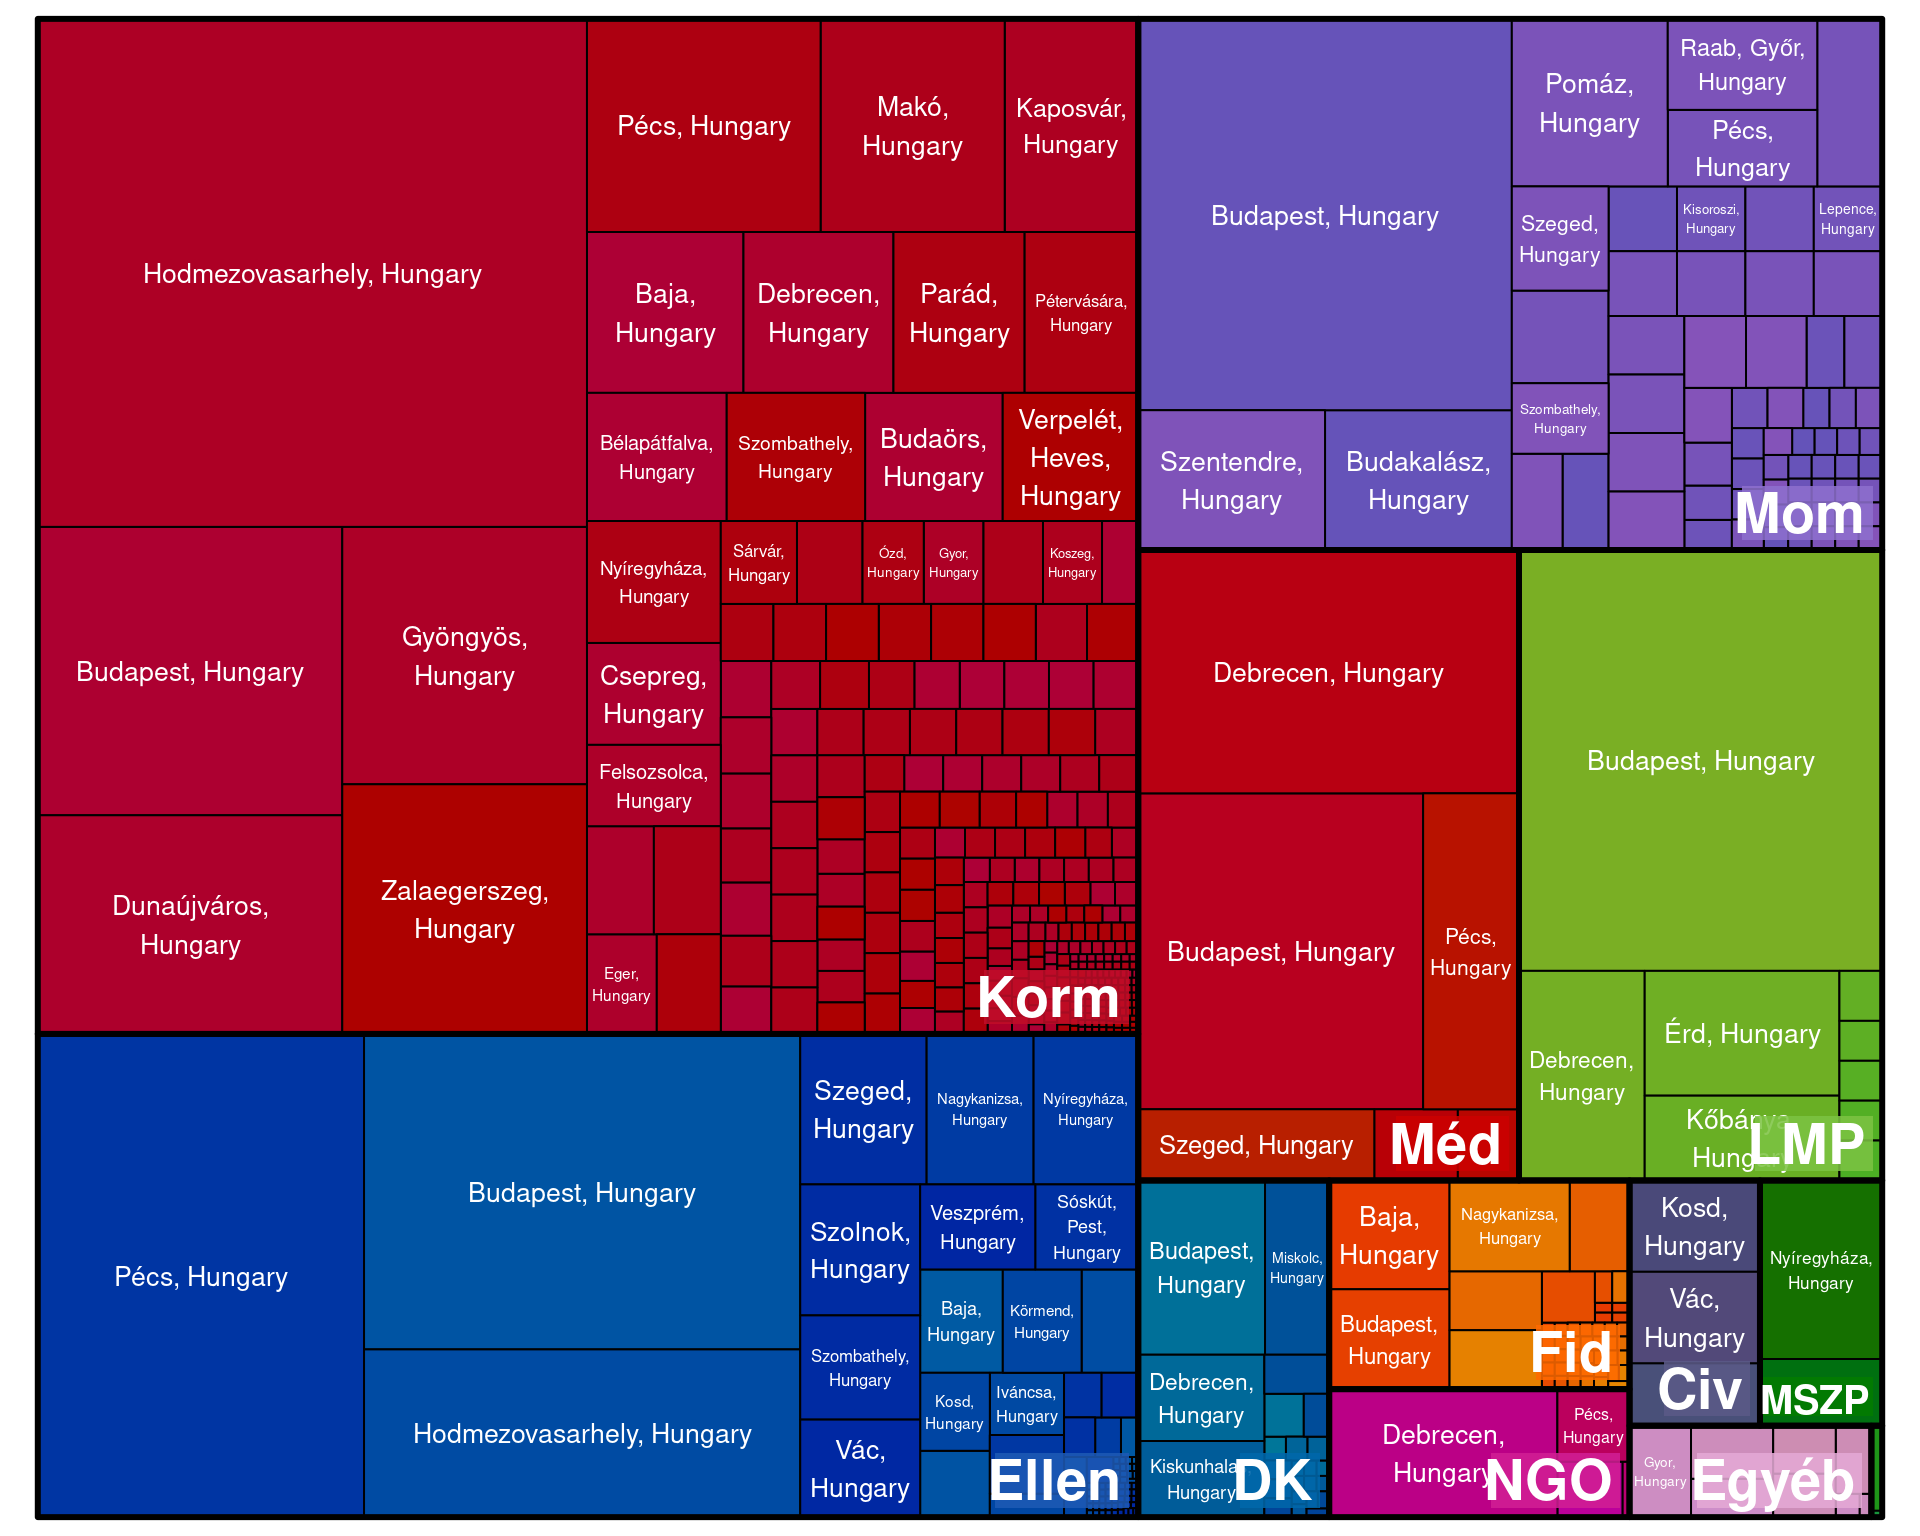 Hodmezovasarhely, Hungary
Pécs, Hungary
Makó,
Hungary
Kaposvár,
Hungary
Baja,
Hungary
Debrecen,
Hungary
Parád,
Hungary
Pétervására,
Hungary
Bélapátfalva,
Hungary
Szombathely,
Hungary
Budaörs,
Hungary
Verpelét,
Heves,
Hungary
Budapest, Hungary
Gyöngyös,
Hungary
Nyíregyháza,
Hungary
Sárvár,
Hungary
Ózd,
Hungary
Gyor,
Hungary
Koszeg,
Hungary
Csepreg,
Hungary
Felsozsolca,
Hungary
Dunaújváros,
Hungary
Zalaegerszeg,
Hungary
Eger,
Hungary
Korm
Pécs, Hungary
Budapest, Hungary
Hodmezovasarhely, Hungary
Szeged,
Hungary
Nagykanizsa,
Hungary
Nyíregyháza,
Hungary
Szolnok,
Hungary
Veszprém,
Hungary
Sóskút,
Pest,
Hungary
Szombathely,
Hungary
Baja,
Hungary
Körmend,
Hungary
Vác,
Hungary
Kosd,
Hungary
Iváncsa,
Hungary
Ellen
Budapest, Hungary
Pomáz,
Hungary
Raab, Győr,
Hungary
Pécs,
Hungary
Szeged,
Hungary
Kisoroszi,
Hungary
Lepence,
Hungary
Szombathely,
Hungary
Szentendre,
Hungary
Budakalász,
Hungary
Mom
Debrecen, Hungary
Budapest, Hungary
Pécs,
Hungary
Szeged, Hungary
Méd
Budapest, Hungary
Debrecen,
Hungary
Érd, Hungary
Kőbánya
Hungary
LMP
Budapest,
Hungary
Miskolc,
Hungary
Debrecen,
Hungary
Kiskunhala
Hungary
DK
Baja,
Hungary
Nagykanizsa,
Hungary
Budapest,
Hungary
Fid
Debrecen,
Hungary
Pécs,
Hungary
NGO
Kosd,
Hungary
Vác,
Hungary
Civ
Nyíregyháza,
Hungary
MSZP
Gyor,
Hungary
Egyéb